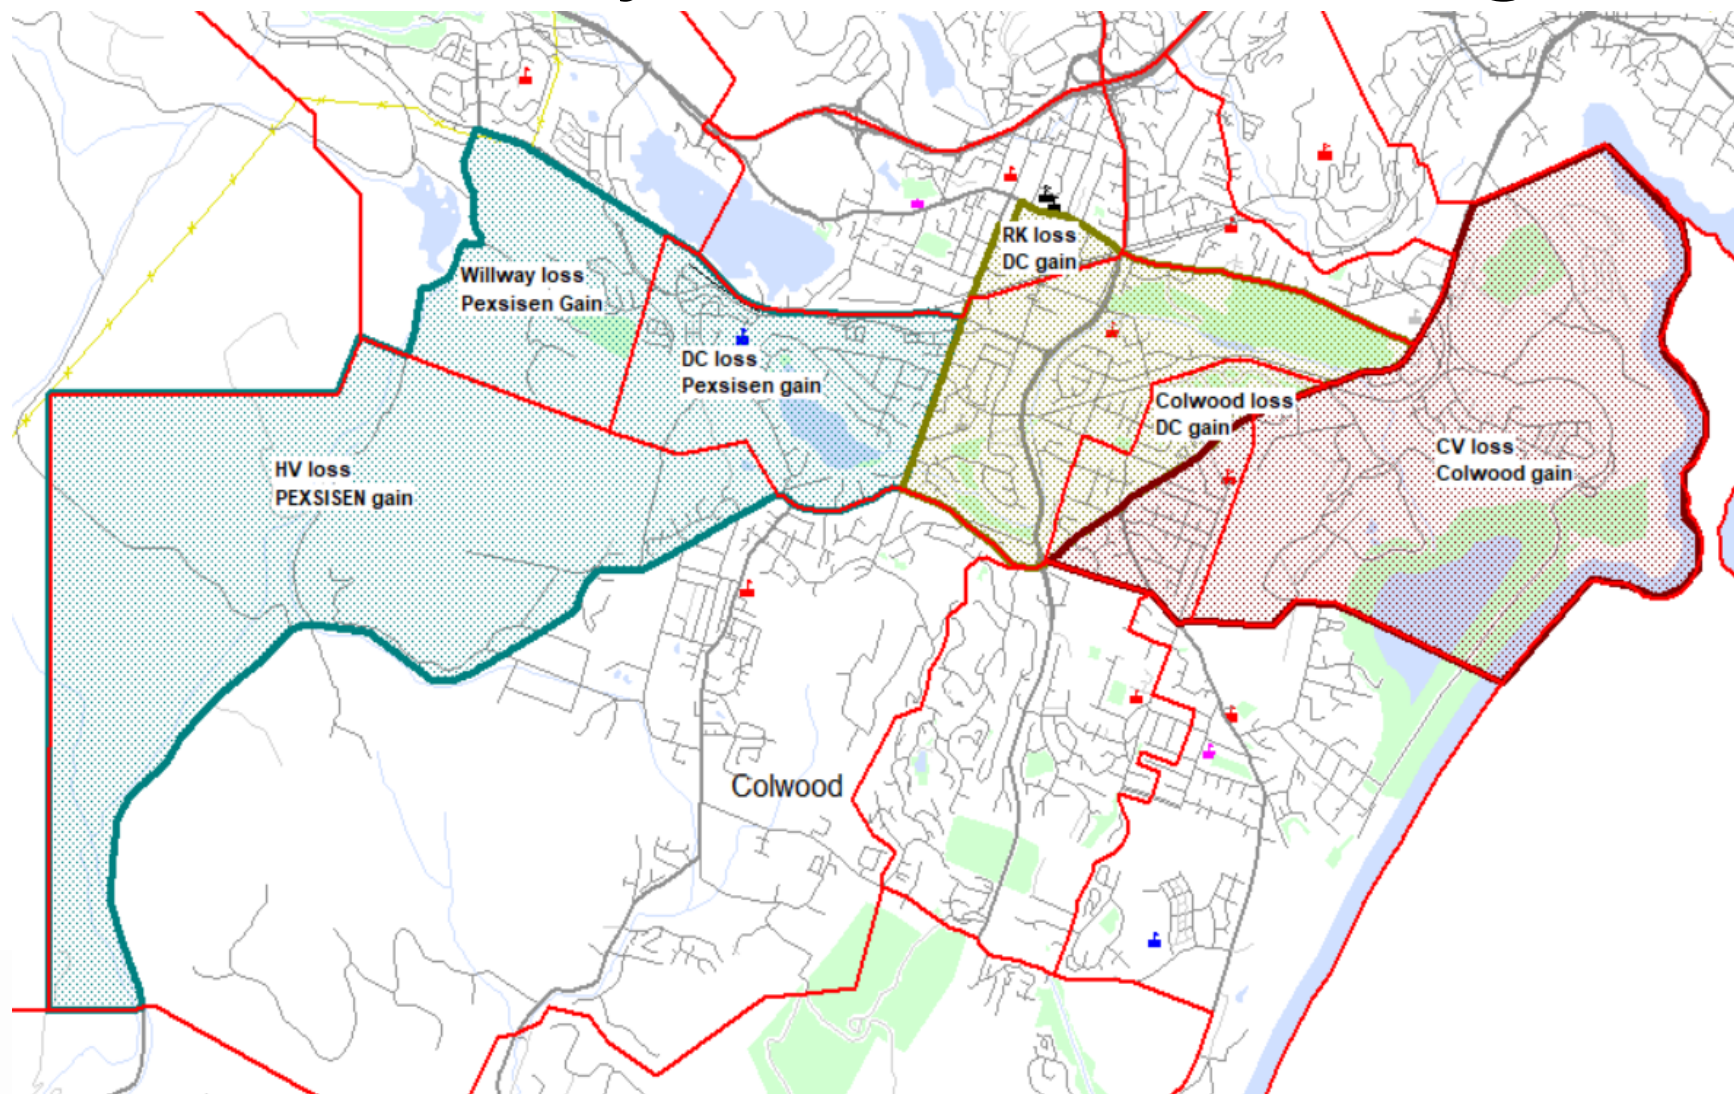 RK loss
DC gain
Willway loss
Pexsisen Gain
DC loss
Pexsisen gain
Colwood loss
DC gain
CV loss
Colwood gain
HV loss
PEXSISEN gain
Colwood